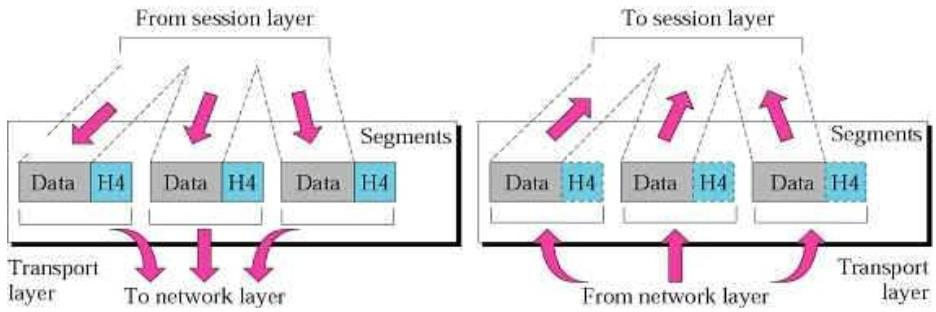 From session layer
Segments
Data H4 Data H4 Data H4
Transport
layer
To network layer
To session layer
Segments
Data H4 Data H4 Data H4
Transport
layer
From network layer